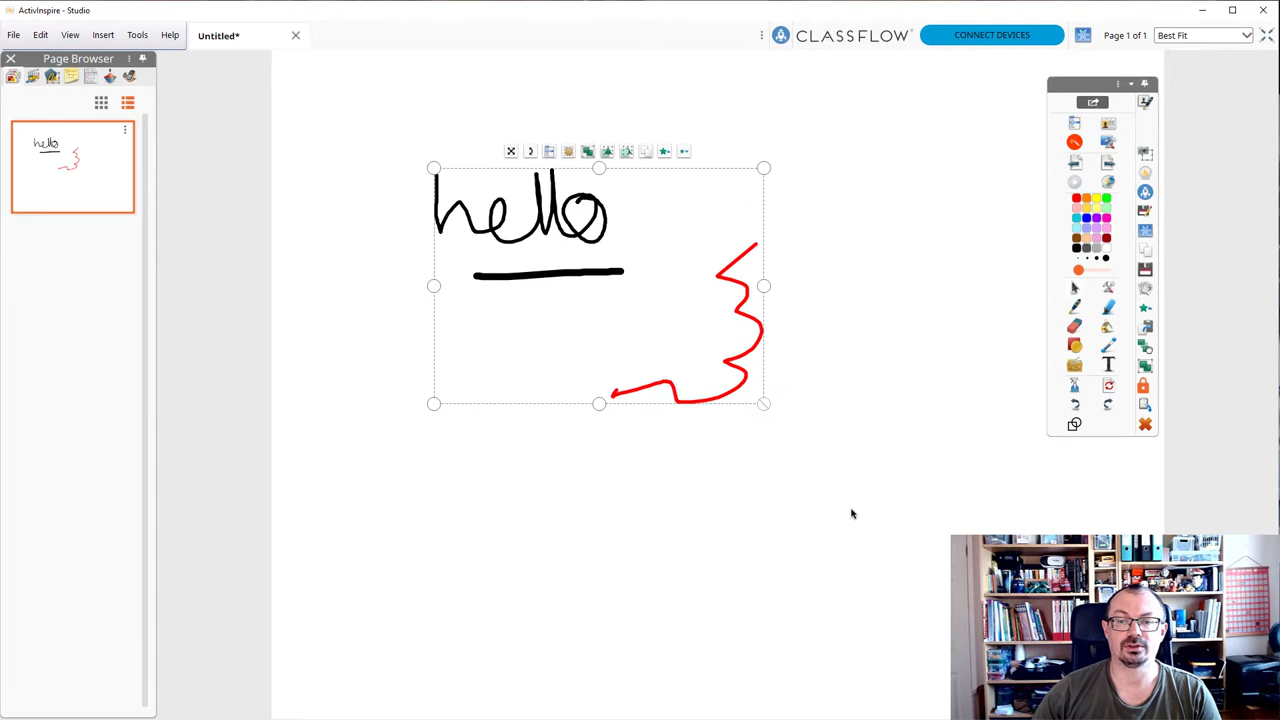 ActivInspire - Studio
File Edit View Insert Tools Help
Untitled*
CLASSFLOW
CONNECT DEVICES
Page 1 of 1
Best Fit
Page Browser
hello
hello
T